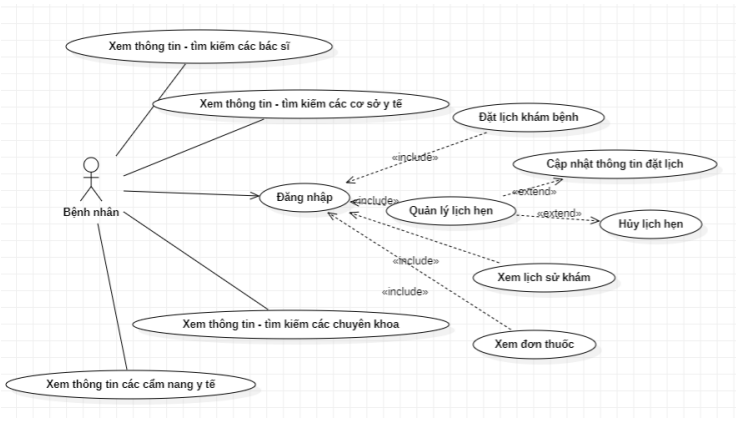 Xem thông tin - tìm kiếm các bác sĩ
Xem thông tin - tìm kiếm các cơ sở y tế
Đặt lịch khám bệnh
«include»
Cập nhật thông tin đặt lịch
«extend»
Bệnh nhân
Đăng nhập
«include»
Quản lý lịch hẹn
«extend»
Hủy lịch hẹn
«include»
Xem lịch sử khám
«include»
Xem thông tin - tìm kiếm các chuyên khoa
Xem đơn thuốc
Xem thông tin các cẩm nang y tế